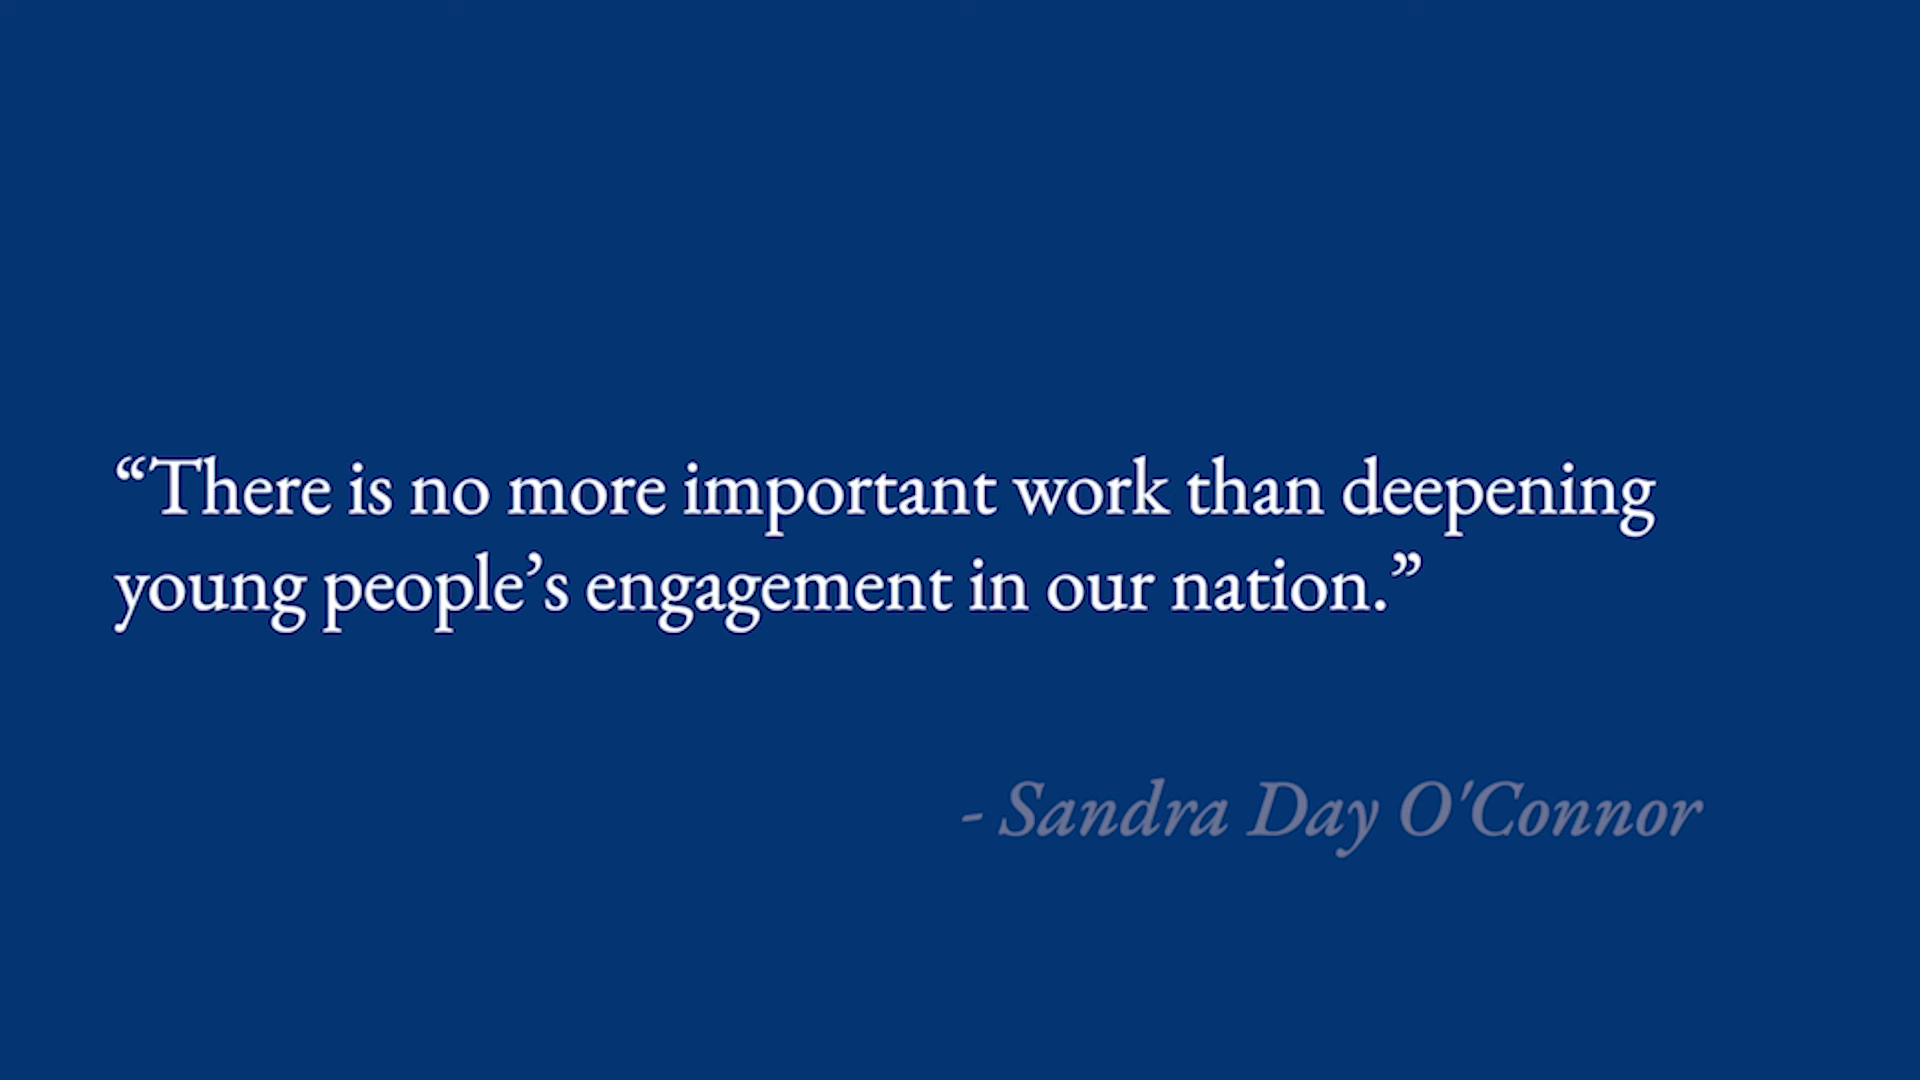 “There is no more important work than deepening
young people’s engagement in our nation.”
- Sandra Day O'Connor